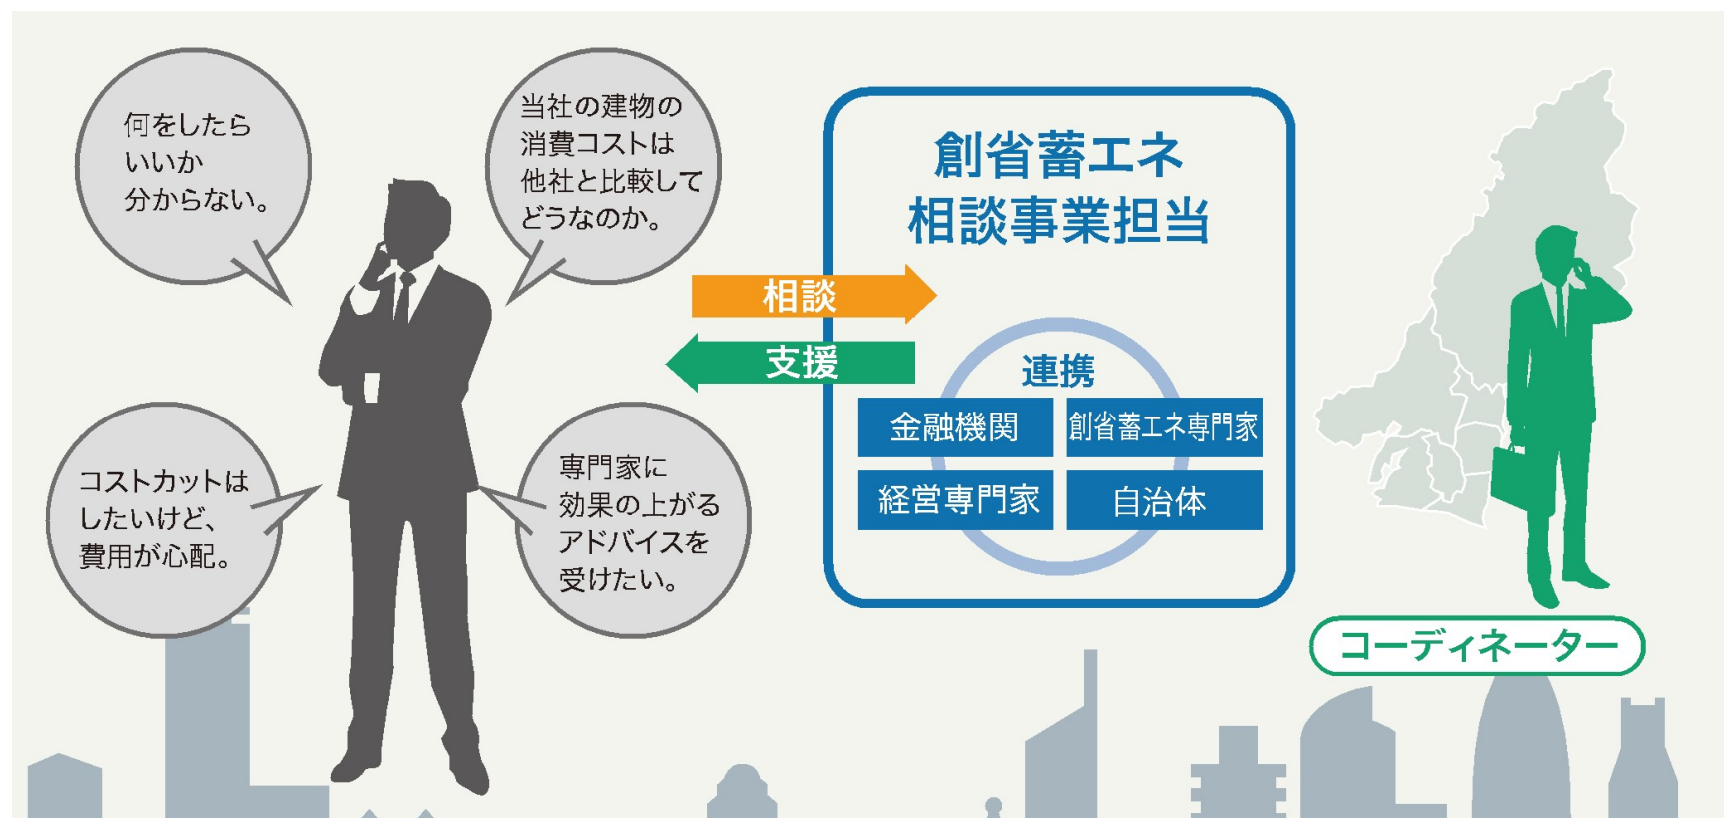 何をしたら
いいか
分からない。
当社の建物の
消費コストは
他社と比較して
どうなのか。
コストカットは
したいけど、
費用が心配。
専門家に
効果の上がる
アドバイスを
受けたい。
相談
支援
創省蓄エネ
相談事業担当
連携
金融機関
創省蓄エネ専門家
経営専門家
自治体
コーディネーター